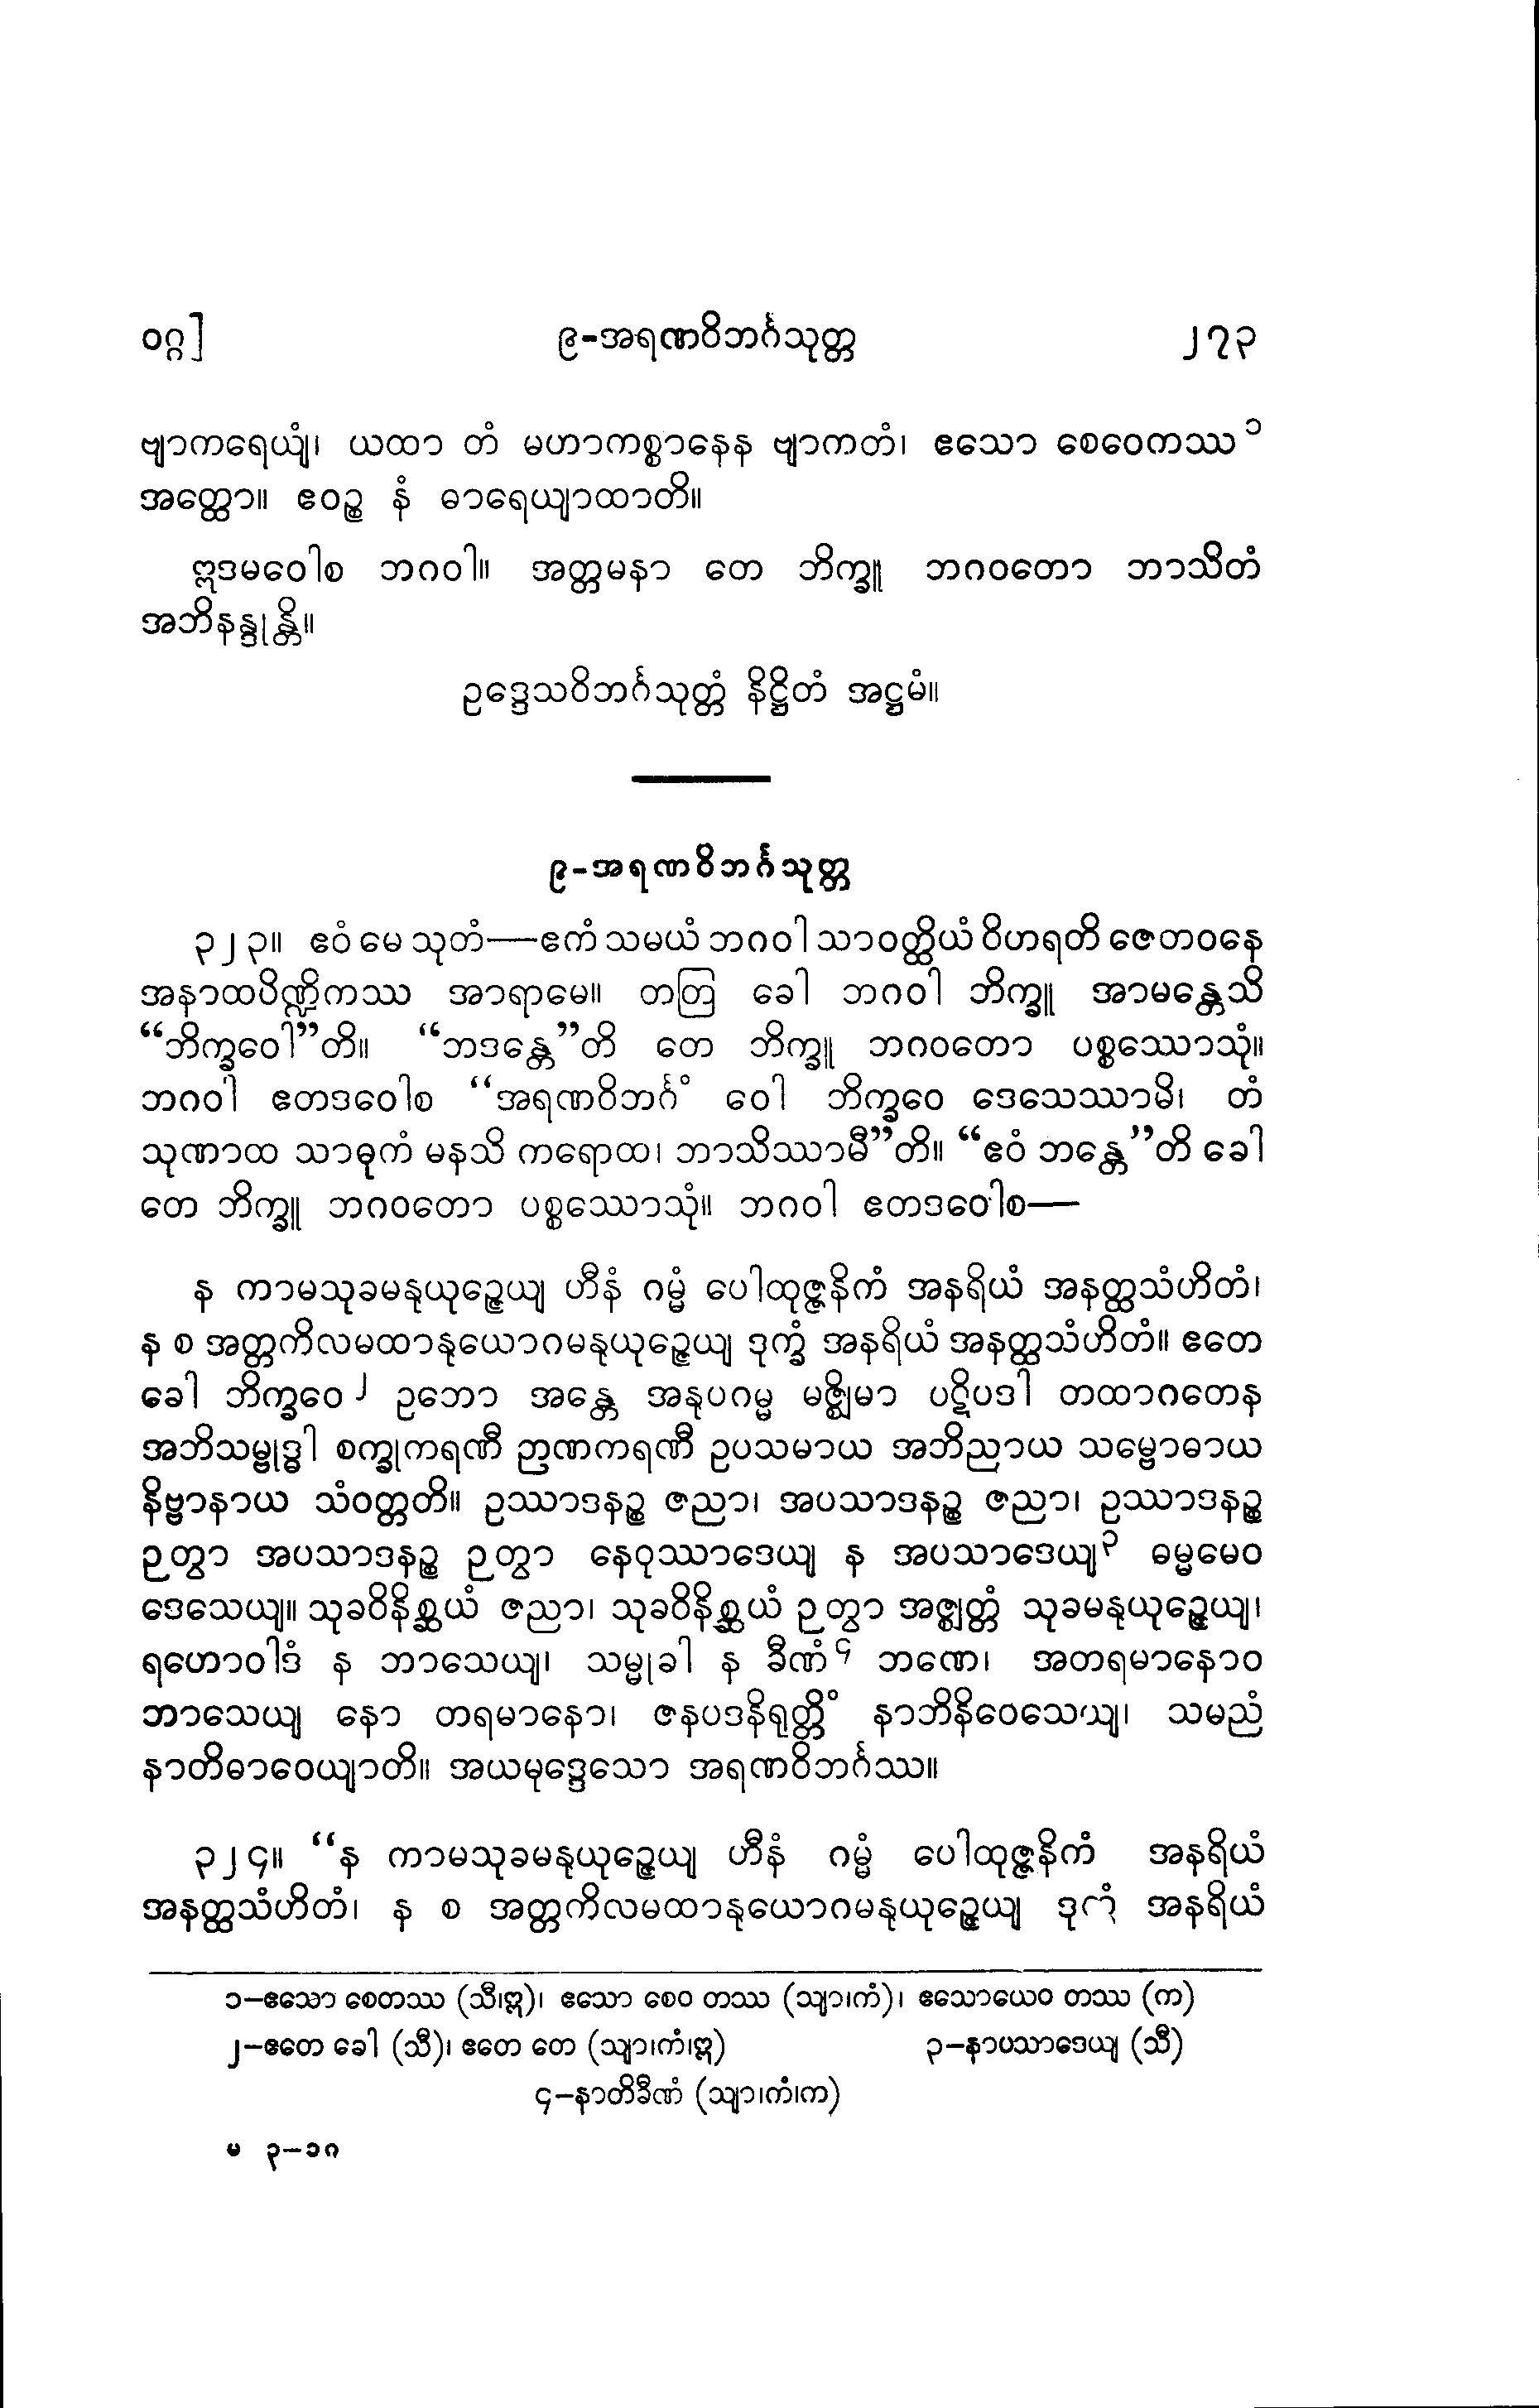 ဝဂ္ဂ]
၉-အရဏဝိဘင်္ဂသုတ္တ
၂၇၃
ဗျာကရေယျံ၊ ယထာ တံ မဟာကစ္စာနေန ဗျာကတံ၊ ဧသော စေဝေကဿ ၁
အတ္ထော။ ဧဝဉ္စ နံ ဓာရေယျာထာတိ။
ဣဒမဝေါစ ဘဂဝါ။ အတ္တမနာ တေ ဘိက္ခူ ဘဂဝတော ဘာသိတံ
အဘိနန္ဒုန္တိ။
ဥဒ္ဒေသဝိဘင်္ဂသုတ္တံ နိဋ္ဌိတံ အဋ္ဌမံ။
၉-အရဏဝိဘင်္ဂသုတ္တ
၃၂၃။ ဧဝံ မေ သုတံ—ဧကံ သမယံ ဘဂဝါ သာဝတ္ထိယံ ဝိဟရတိ ဇေတဝနေ
အနာထပိဏ္ဍိကဿ အာရာမေ။ တတြ ခေါ ဘဂဝါ ဘိက္ခူ အာမန္တေသိ
“ဘိက္ခဝေါ”တိ။ “ဘဒန္တေ”တိ တေ ဘိက္ခူ ဘဂဝတော ပစ္စဿောသုံ။
ဘဂဝါ ဧတဒဝေါစ “အရဏဝိဘင်္ဂံ ဝေါ ဘိက္ခဝေ ဒေသေဿာမိ၊ တံ
သုဏာထ သာဓုကံ မနသိ ကရောထ၊ ဘာသိဿာမီ”တိ။ “ဧဝံ ဘန္တေ”တိ ခေါ
တေ ဘိက္ခူ ဘဂဝတော ပစ္စဿောသုံ။ ဘဂဝါ ဧတဒဝေါစ—
န ကာမသုခမနုယုဉ္ဇေယျ ဟီနံ ဂမ္မံ ပေါထုဇ္ဇနိကံ အနရိယံ အနတ္ထသံဟိတံ၊
န စ အတ္တကိလမထာနုယောဂမနုယုဉ္ဇေယျ ဒုက္ခံ အနရိယံ အနတ္ထသံဟိတံ။ ဧတေ
ခေါ ဘိက္ခဝေ ၂ ဥဘော အန္တေ အနုပဂမ္မ မဇ္ဈိမာ ပဋိပဒါ တထာဂတေန
အဘိသမ္ဗုဒ္ဓါ စက္ခုကရဏီ ဉာဏကရဏီ ဥပသမာယ အဘိညာယ သမ္ဗောဓာယ
နိဗ္ဗာနာယ သံဝတ္တတိ။ ဥဿာဒနဉ္စ ဇညာ၊ အပသာဒနဉ္စ ဇညာ၊ ဥဿာဒနဉ္စ
ဉတွာ အပသာဒနဉ္စ ဉတွာ နေဝုဿာဒေယျ န အပသာဒေယျ၃ ဓမ္မမေဝ
ဒေသေယျ။ သုခဝိနိစ္ဆယံ ဇညာ၊ သုခဝိနိစ္ဆယံ ဉတွာ အဇ္ဈတ္တံ သုခမနုယုဉ္ဇေယျ၊
ရဟောဝါဒံ န ဘာသေယျ၊ သမ္မုခါ န ခီဏံ၄ ဘဏေ၊ အတရမာနောဝ
ဘာသေယျ နော တရမာနော၊ ဇနပဒနိရုတ္တိံ နာဘိနိဝေသေယျ၊ သမညံ
နာတိဓာဝေယျာတိ။ အယမုဒ္ဒေသော အရဏဝိဘင်္ဂဿ။
၃၂၄။ “န ကာမသုခမနုယုဉ္ဇေယျ ဟီနံ ဂမ္မံ ပေါထုဇ္ဇနိကံ အနရိယံ
အနတ္ထသံဟိတံ၊ န စ အတ္တကိလမထာနုယောဂမနုယုဉ္ဇေယျ အနရိယံ
၁—ဧသော စေတဿ (သီ၊ဣ)၊ ဧသော စေဝ တဿ (သျာ၊ကံ)၊ ဧသောယေဝ တဿ (က)
၂—ဧတေ ခေါ (သီ)၊ ဧတေ တေ (သျာ၊ကံ၊ဣ)
၃—နာပသာဒေယျ (သီ)
၄—နာတိခီဏံ (သျာ၊ကံ၊က)
မ ၃—၁၈